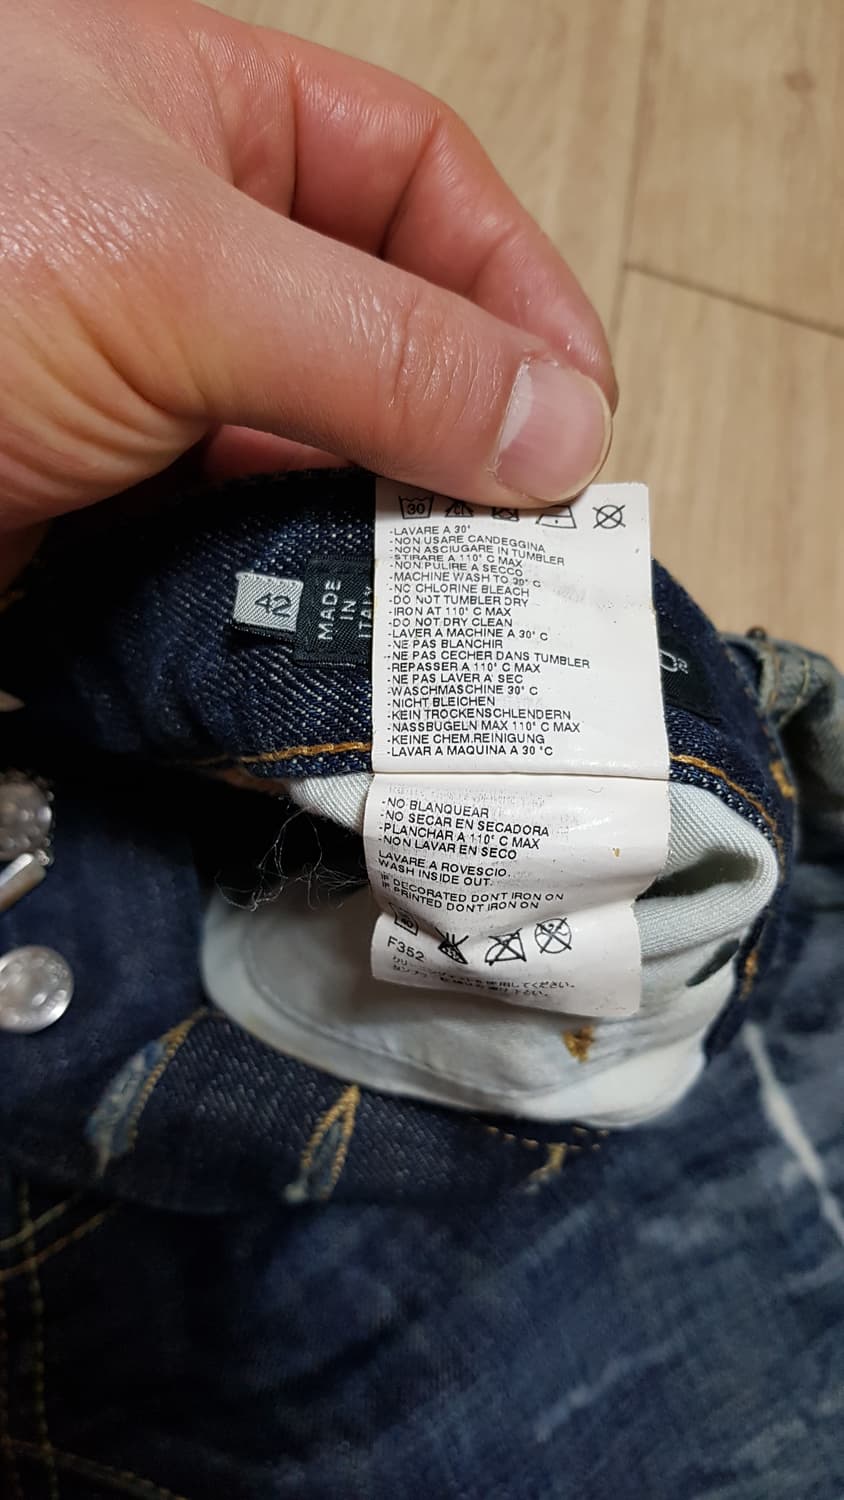 42
MADE
IN
ITALY
30
-LAVARE A 30°
-NON USARE CANDEGGINA
-NON ASCIUGARE IN TUMBLER
STIRARE A 110° C MAX
-NON PULIRE A SECCO
-MACHINE WASH TO 30° C
-NO CHLORINE BLEACH
-DO NOT TUMBLER DRY
-IRON AT 110° C MAX
-DO NOT DRY CLEAN
-LAVER A MACHINE A 30° C
-NE PAS BLANCHIR
-NE PAS CECHER DANS TUMBLER
-REPASSER A 110° C MAX
-NE PAS LAVER A' SEC
-WASCHMASCHINE 30° C
-NICHT BLEICHEN
-KEIN TROCKENSCHLENDERN
-NASSBÜGELN MAX 110° C MAX
-KEINE CHEM.REINIGUNG
-LAVAR A MAQUINA A 30 °C
-NO BLANQUEAR
-NO SECAR EN SECADORA
-PLANCHAR A 110° C MAX
-NON LAVAR EN SECO
LAVARE A ROVESCIO.
WASH INSIDE OUT.
IF DECORATED DONT IRON ON
IF PRINTED DONT IRON ON
F352